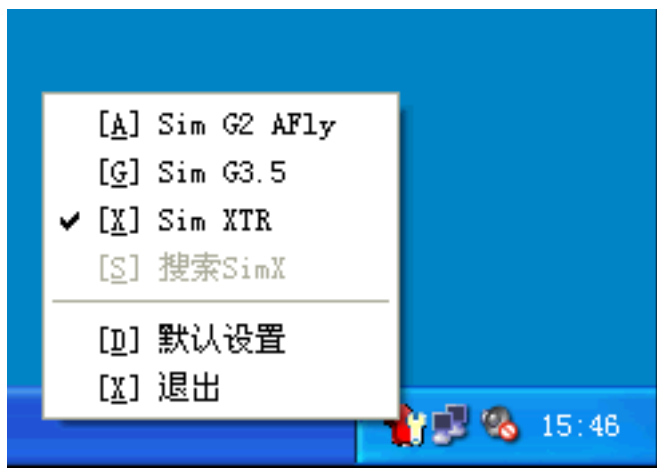 [A] Sim G2 AFly
[G] Sim G3.5
[X] Sim XTR
[S] 搜索SimX
[D] 默认设置
[X] 退出
15:46